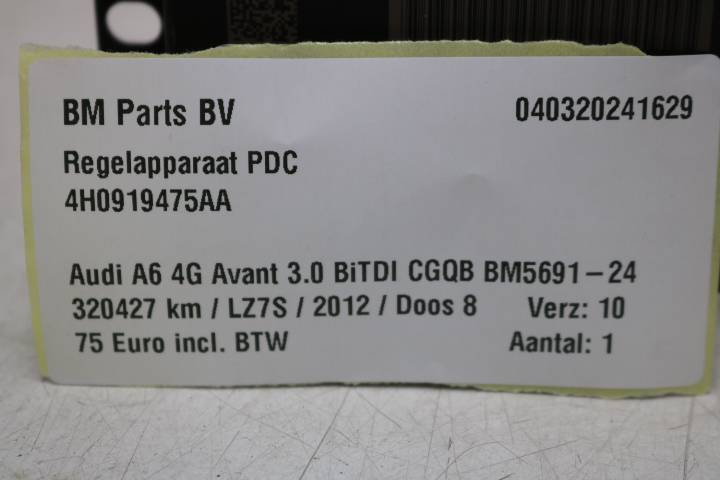 BM Parts BV 040320241629
Regelapparaat PDC
4H0919475AA
Audi A6 4G Avant 3.0 BiTDI CGQB BM5691-24
320427 km / LZ7S / 2012 / Doos 8 Verz: 10
75 Euro incl. BTW Aantal: 1